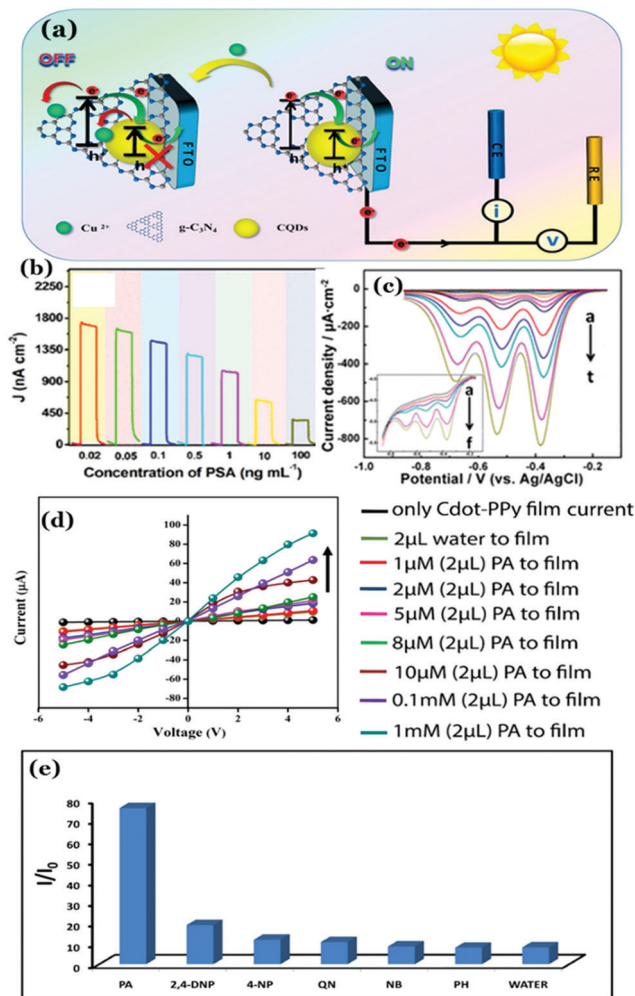 (a)
OFF
ON
Cu 2+
e-
e-
e-
e-
e-
h+
h+
FTO
FTO
CE
RE
i
V
Cu 2+
g-C3N4
CQDs
e-
e-
(b)
J (nA cm-2)
2250
1800
1350
900
450
0
0.02 0.05 0.1 0.5 1 10 100
Concentration of PSA (ng mL-1)
(c)
Current density / μA·cm-2
0
-200
-400
-600
-800
a
t
a
f
-1.0 -0.8 -0.6 -0.4 -0.2
Potential / V (vs. Ag/AgCl)
(d)
Current (μA)
100
80
60
40
20
0
-20
-40
-60
-80
-6 -4 -2 0 2 4 6
Voltage (V)
only Cdot-PPy film current
2μL water to film
1μM (2μL) PA to film
2μM (2μL) PA to film
5μM (2μL) PA to film
8μM (2μL) PA to film
10μM (2μL) PA to film
0.1mM (2μL) PA to film
1mM (2μL) PA to film
(e)
I/I0
80
70
60
50
40
30
20
10
0
PA 2,4-DNP 4-NP QN NB PH WATER